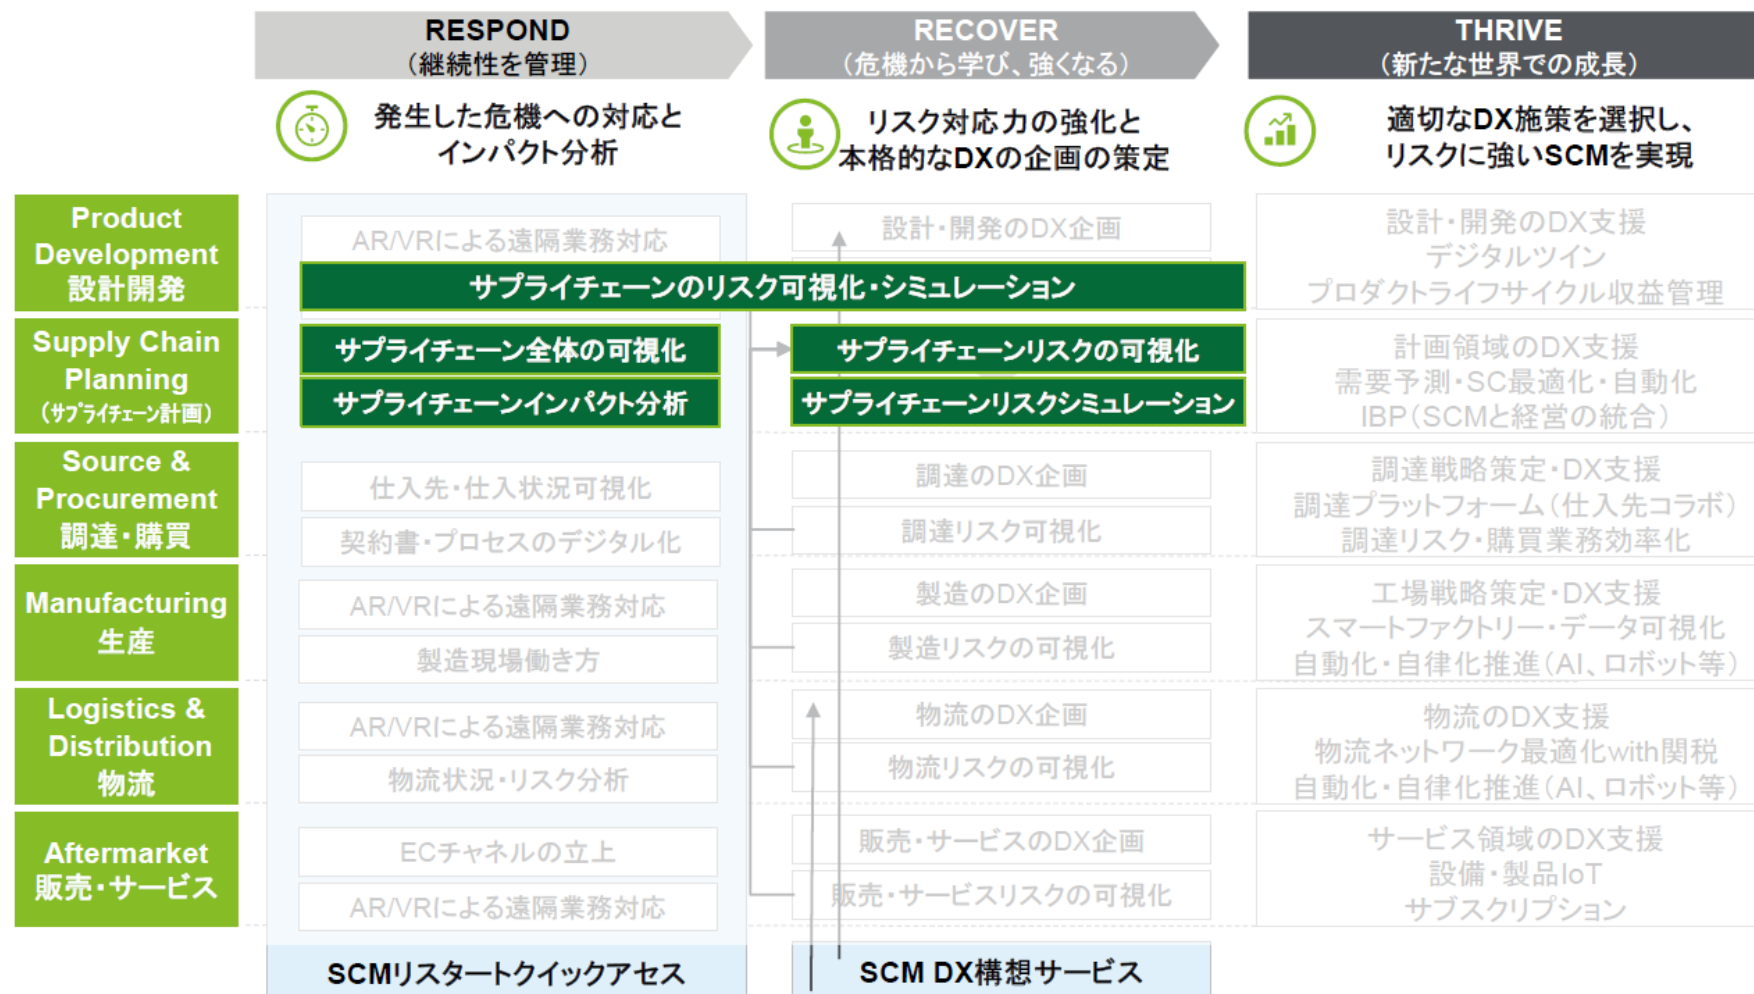 RESPOND
（継続性を管理）
RECOVER
（危機から学び、強くなる）
THRIVE
（新たな世界での成長）
発生した危機への対応と
インパクト分析
リスク対応力の強化と
本格的なDXの企画の策定
適切なDX施策を選択し、
リスクに強いSCMを実現
Product
Development
設計開発
AR/VRによる遠隔業務対応
設計・開発のDX企画
設計・開発のDX支援
デジタルツイン
プロダクトライフサイクル収益管理
サプライチェーンのリスク可視化・シミュレーション
Supply Chain
Planning
（サプライチェーン計画）
サプライチェーン全体の可視化
サプライチェーンインパクト分析
サプライチェーンリスクの可視化
サプライチェーンリスクシミュレーション
計画領域のDX支援
需要予測・SC最適化・自動化
IBP（SCMと経営の統合）
Source &
Procurement
調達・購買
仕入先・仕入状況可視化
契約書・プロセスのデジタル化
調達のDX企画
調達リスク可視化
調達戦略策定・DX支援
調達プラットフォーム（仕入先コラボ）
調達リスク・購買業務効率化
Manufacturing
生産
AR/VRによる遠隔業務対応
製造現場働き方
製造のDX企画
製造リスクの可視化
工場戦略策定・DX支援
スマートファクトリー・データ可視化
自動化・自律化推進（AI、ロボット等）
Logistics &
Distribution
物流
AR/VRによる遠隔業務対応
物流状況・リスク分析
物流のDX企画
物流リスクの可視化
物流のDX支援
物流ネットワーク最適化with関税
自動化・自律化推進（AI、ロボット等）
Aftermarket
販売・サービス
ECチャネルの立上
AR/VRによる遠隔業務対応
販売・サービスのDX企画
販売・サービスリスクの可視化
サービス領域のDX支援
設備・製品IoT
サブスクリプション
SCMリスタートクイックアセス
SCM DX構想サービス